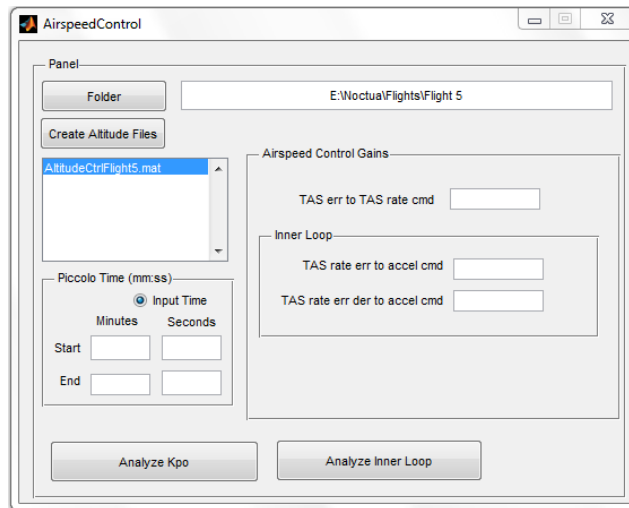 AirspeedControl
Panel
Folder
E:\Noctua\Flights\Flight 5
Create Altitude Files
AltitudeCtrlFlight5.mat
Airspeed Control Gains
TAS err to TAS rate cmd
Inner Loop
TAS rate err to accel cmd
TAS rate err der to accel cmd
Piccolo Time (mm:ss)
Input Time
Minutes Seconds
Start
End
Analyze Kpo
Analyze Inner Loop